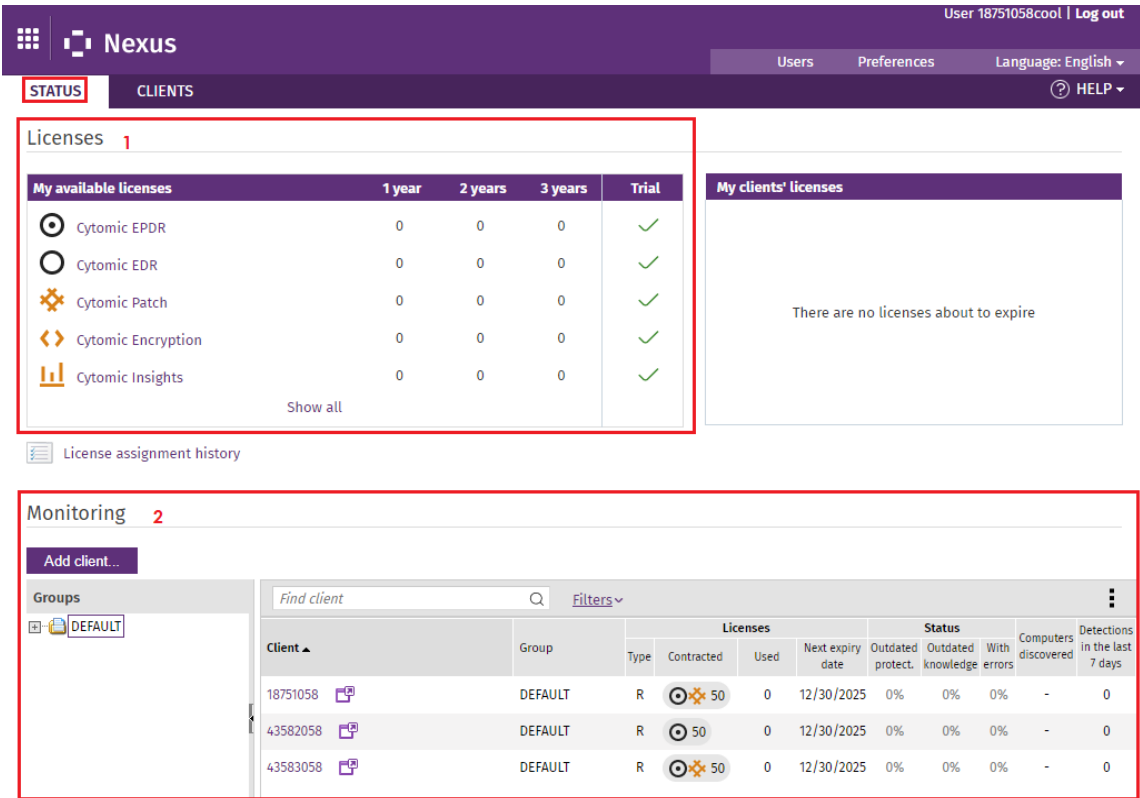 User 18751058cool | Log out
Nexus
Users Preferences Language: English
STATUS CLIENTS ? HELP
Licenses 1
My available licenses 1 year 2 years 3 years Trial
Cytomic EPDR 0 0 0
Cytomic EDR 0 0 0
Cytomic Patch 0 0 0
Cytomic Encryption 0 0 0
Cytomic Insights 0 0 0
Show all
My clients' licenses
There are no licenses about to expire
License assignment history
Monitoring 2
Add client...
Groups
DEFAULT
Find client Filters
Licenses Status
Client Group Type Contracted Used Next expiry date Outdated protect. Outdated knowledge With errors Computers discovered Detections in the last 7 days
18751058 DEFAULT R 50 0 12/30/2025 0% 0% 0% - 0
43582058 DEFAULT R 50 0 12/30/2025 0% 0% 0% - 0
43583058 DEFAULT R 50 0 12/30/2025 0% 0% 0% - 0